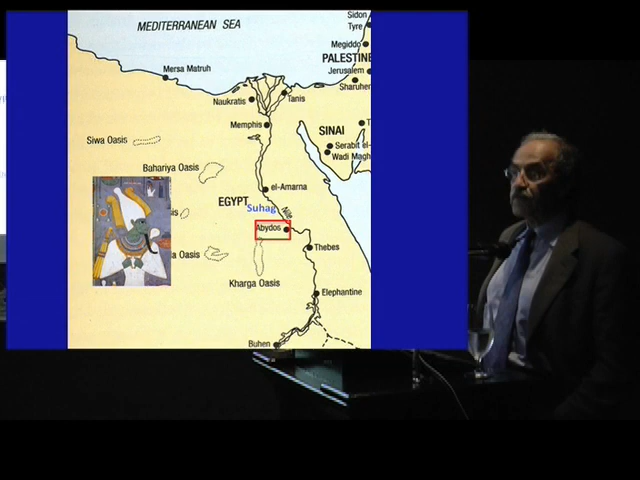 MEDITERRANEAN SEA
Sidon
Tyre
Megiddo
PALESTINE
Jerusalem
Sharuhen
Mersa Matruh
Naukratis
Tanis
Memphis
SINAI
Serabit el-
Wadi Magh
Siwa Oasis
Bahariya Oasis
el-Amarna
EGYPT
Suhag
Nile
Abydos
Thebes
Oasis
Kharga Oasis
Elephantine
Buhen